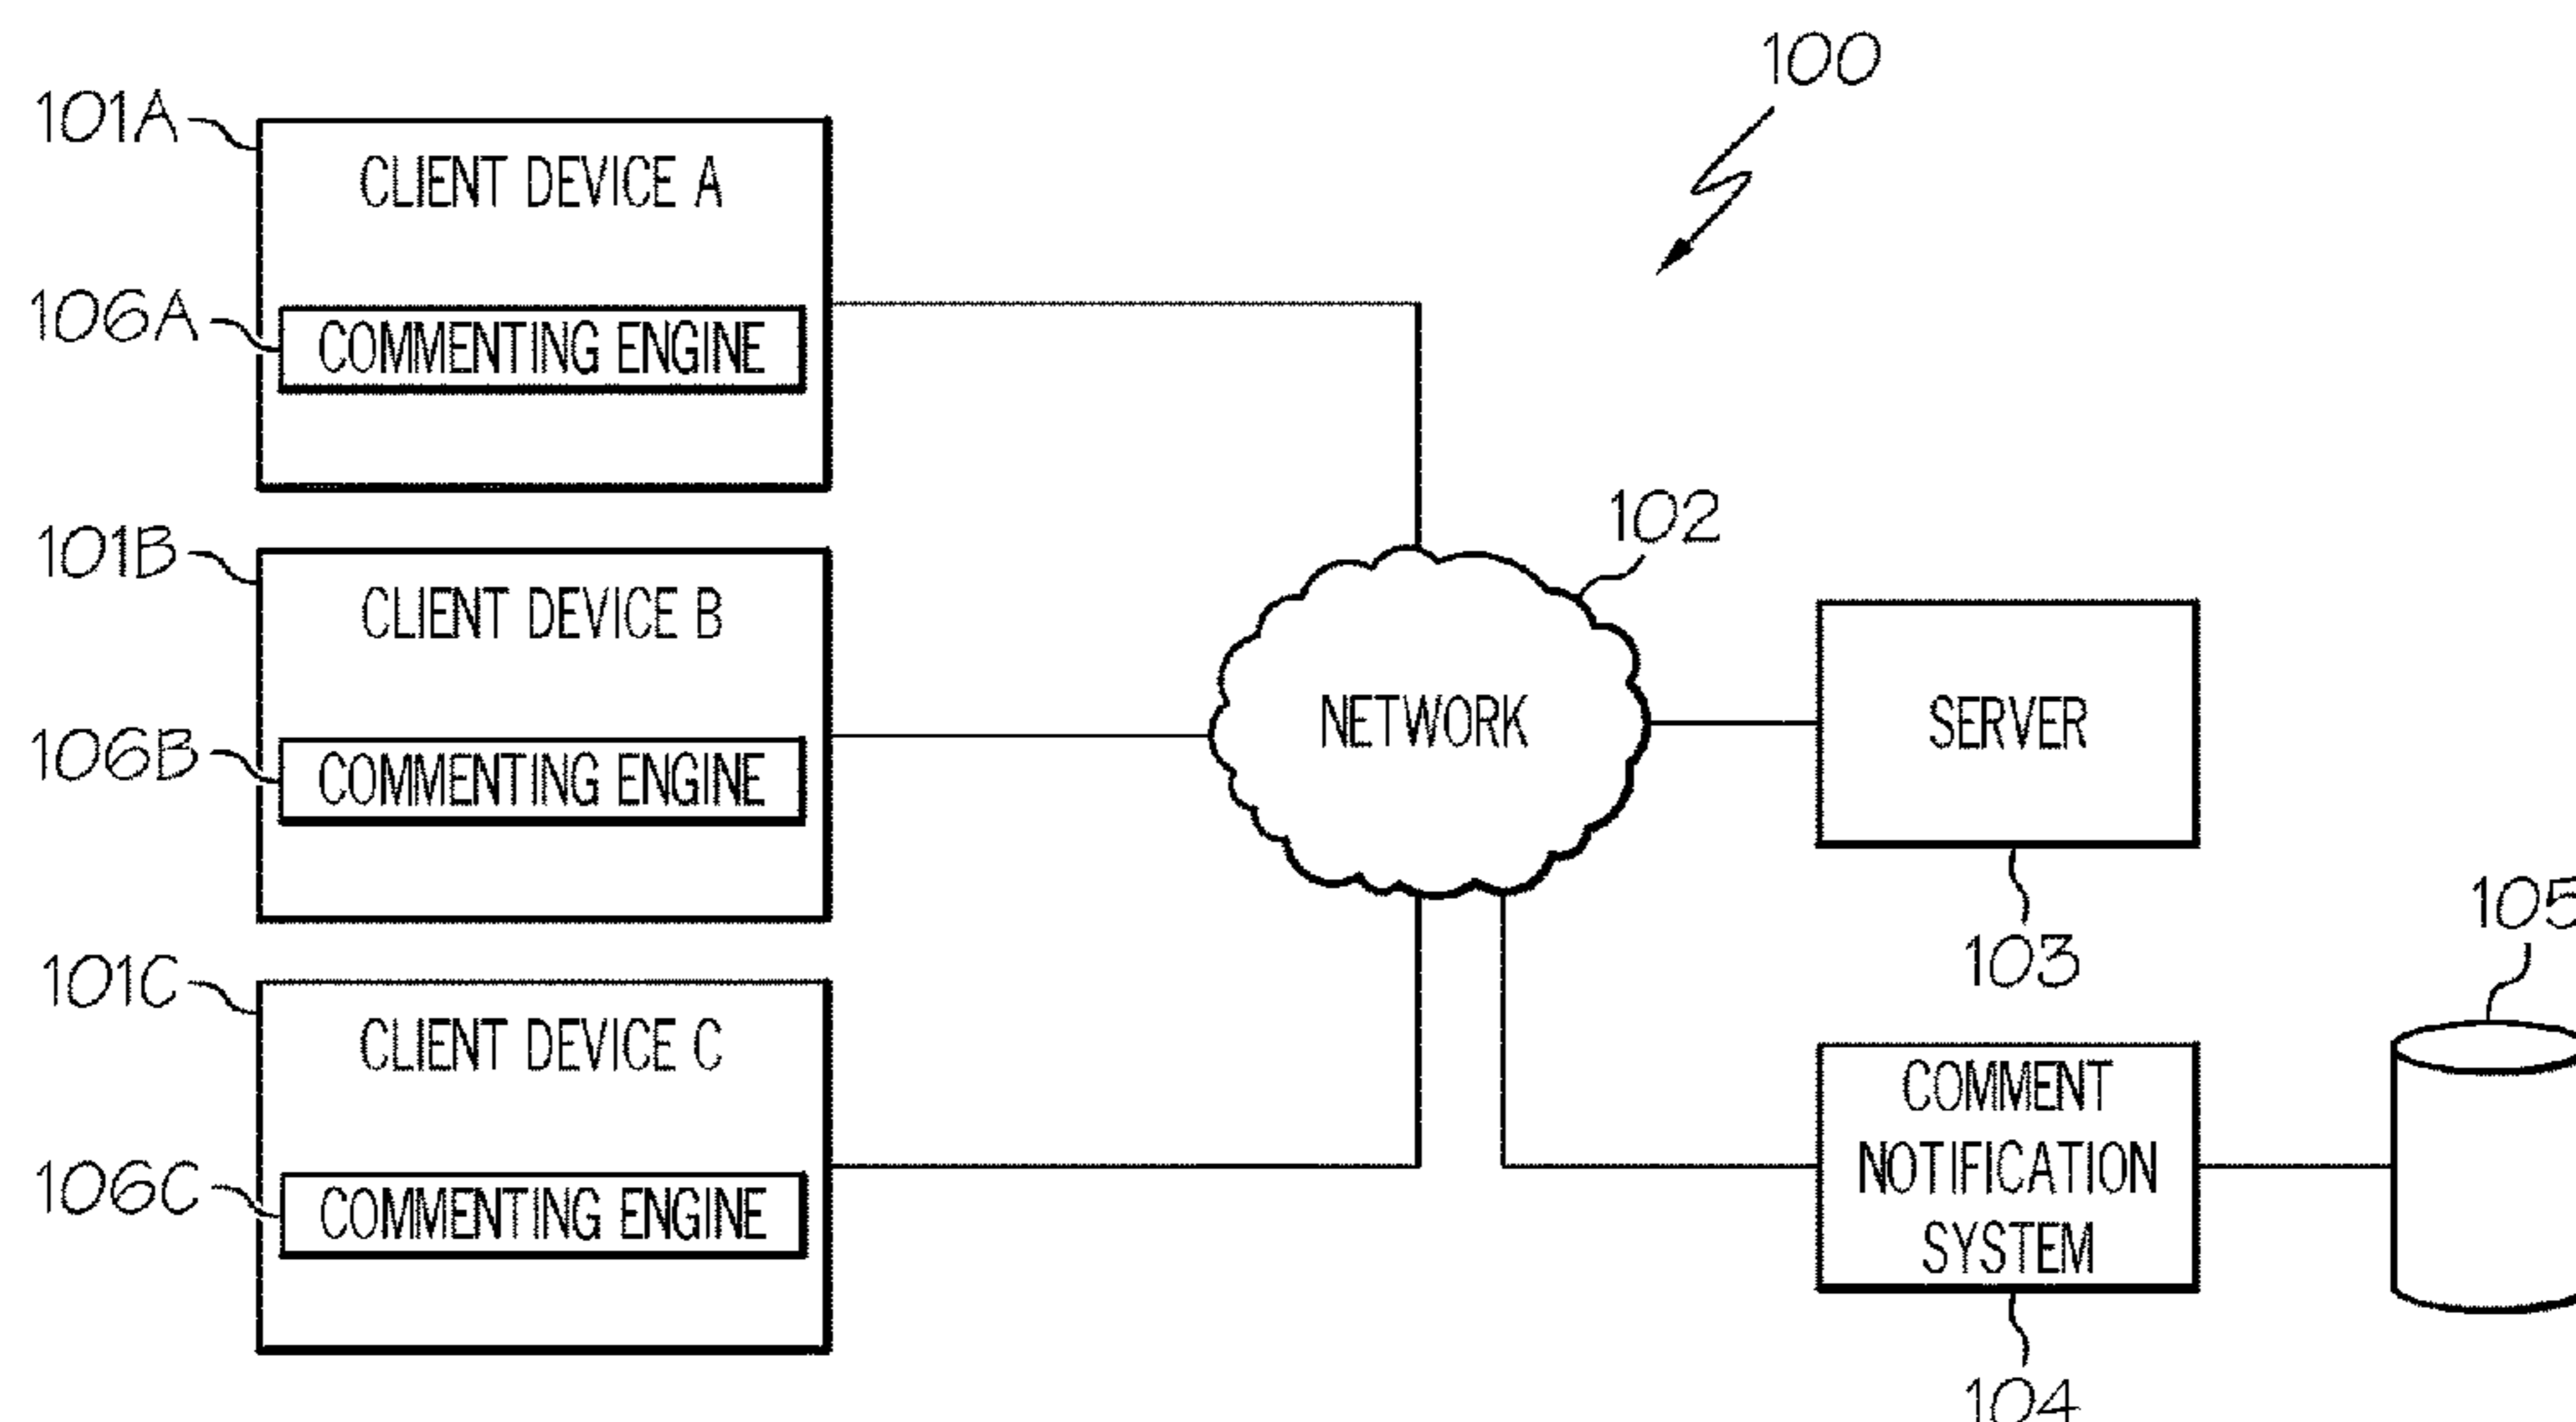 100
101A
CLIENT DEVICE A
106A
COMMENTING ENGINE
101B
CLIENT DEVICE B
106B
COMMENTING ENGINE
101C
CLIENT DEVICE C
106C
COMMENTING ENGINE
102
NETWORK
SERVER
103
105
COMMENT
NOTIFICATION
SYSTEM
104